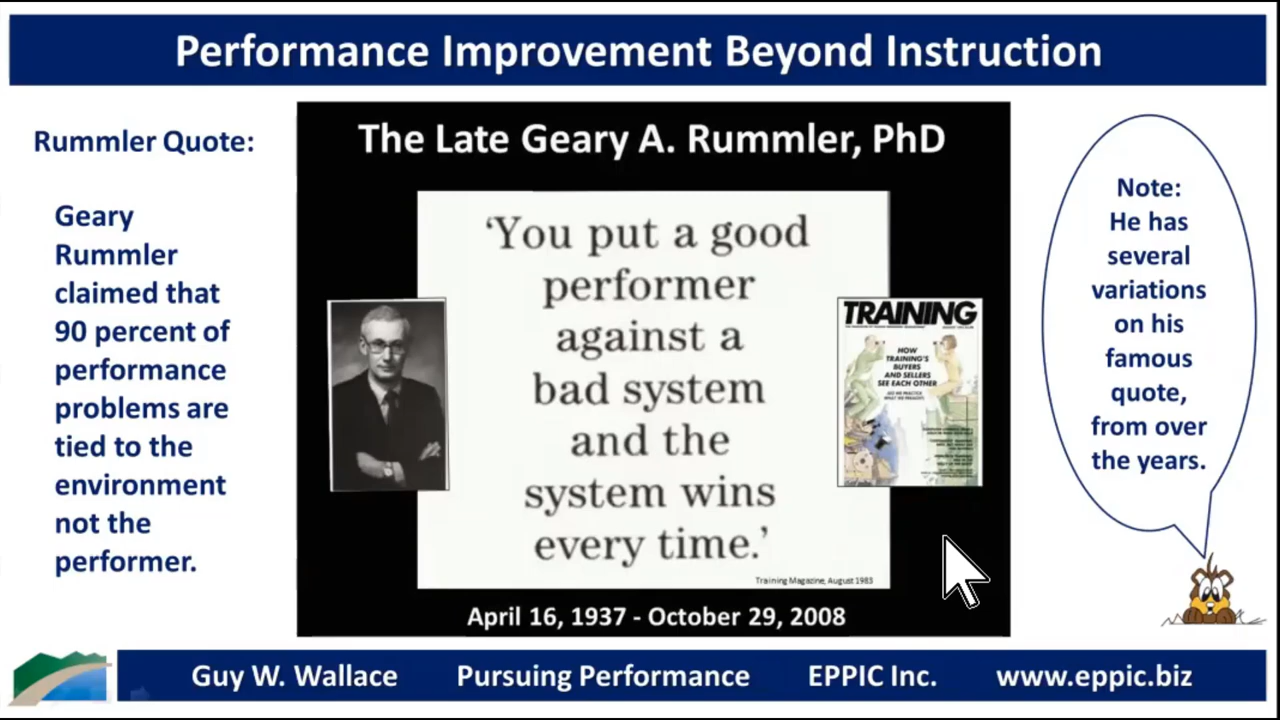 Performance Improvement Beyond Instruction
Rummler Quote:
Geary
Rummler
claimed that
90 percent of
performance
problems are
tied to the
environment
not the
performer.
The Late Geary A. Rummler, PhD
‘You put a good
performer
against a
bad system
and the
system wins
every time.’
Training Magazine, August 1983
TRAINING
HOW
TRAINING'S
BUYERS
AND SELLERS
SEE EACH OTHER
April 16, 1937 - October 29, 2008
Note:
He has
several
variations
on his
famous
quote,
from over
the years.
Guy W. Wallace Pursuing Performance EPPIC Inc. www.eppic.biz